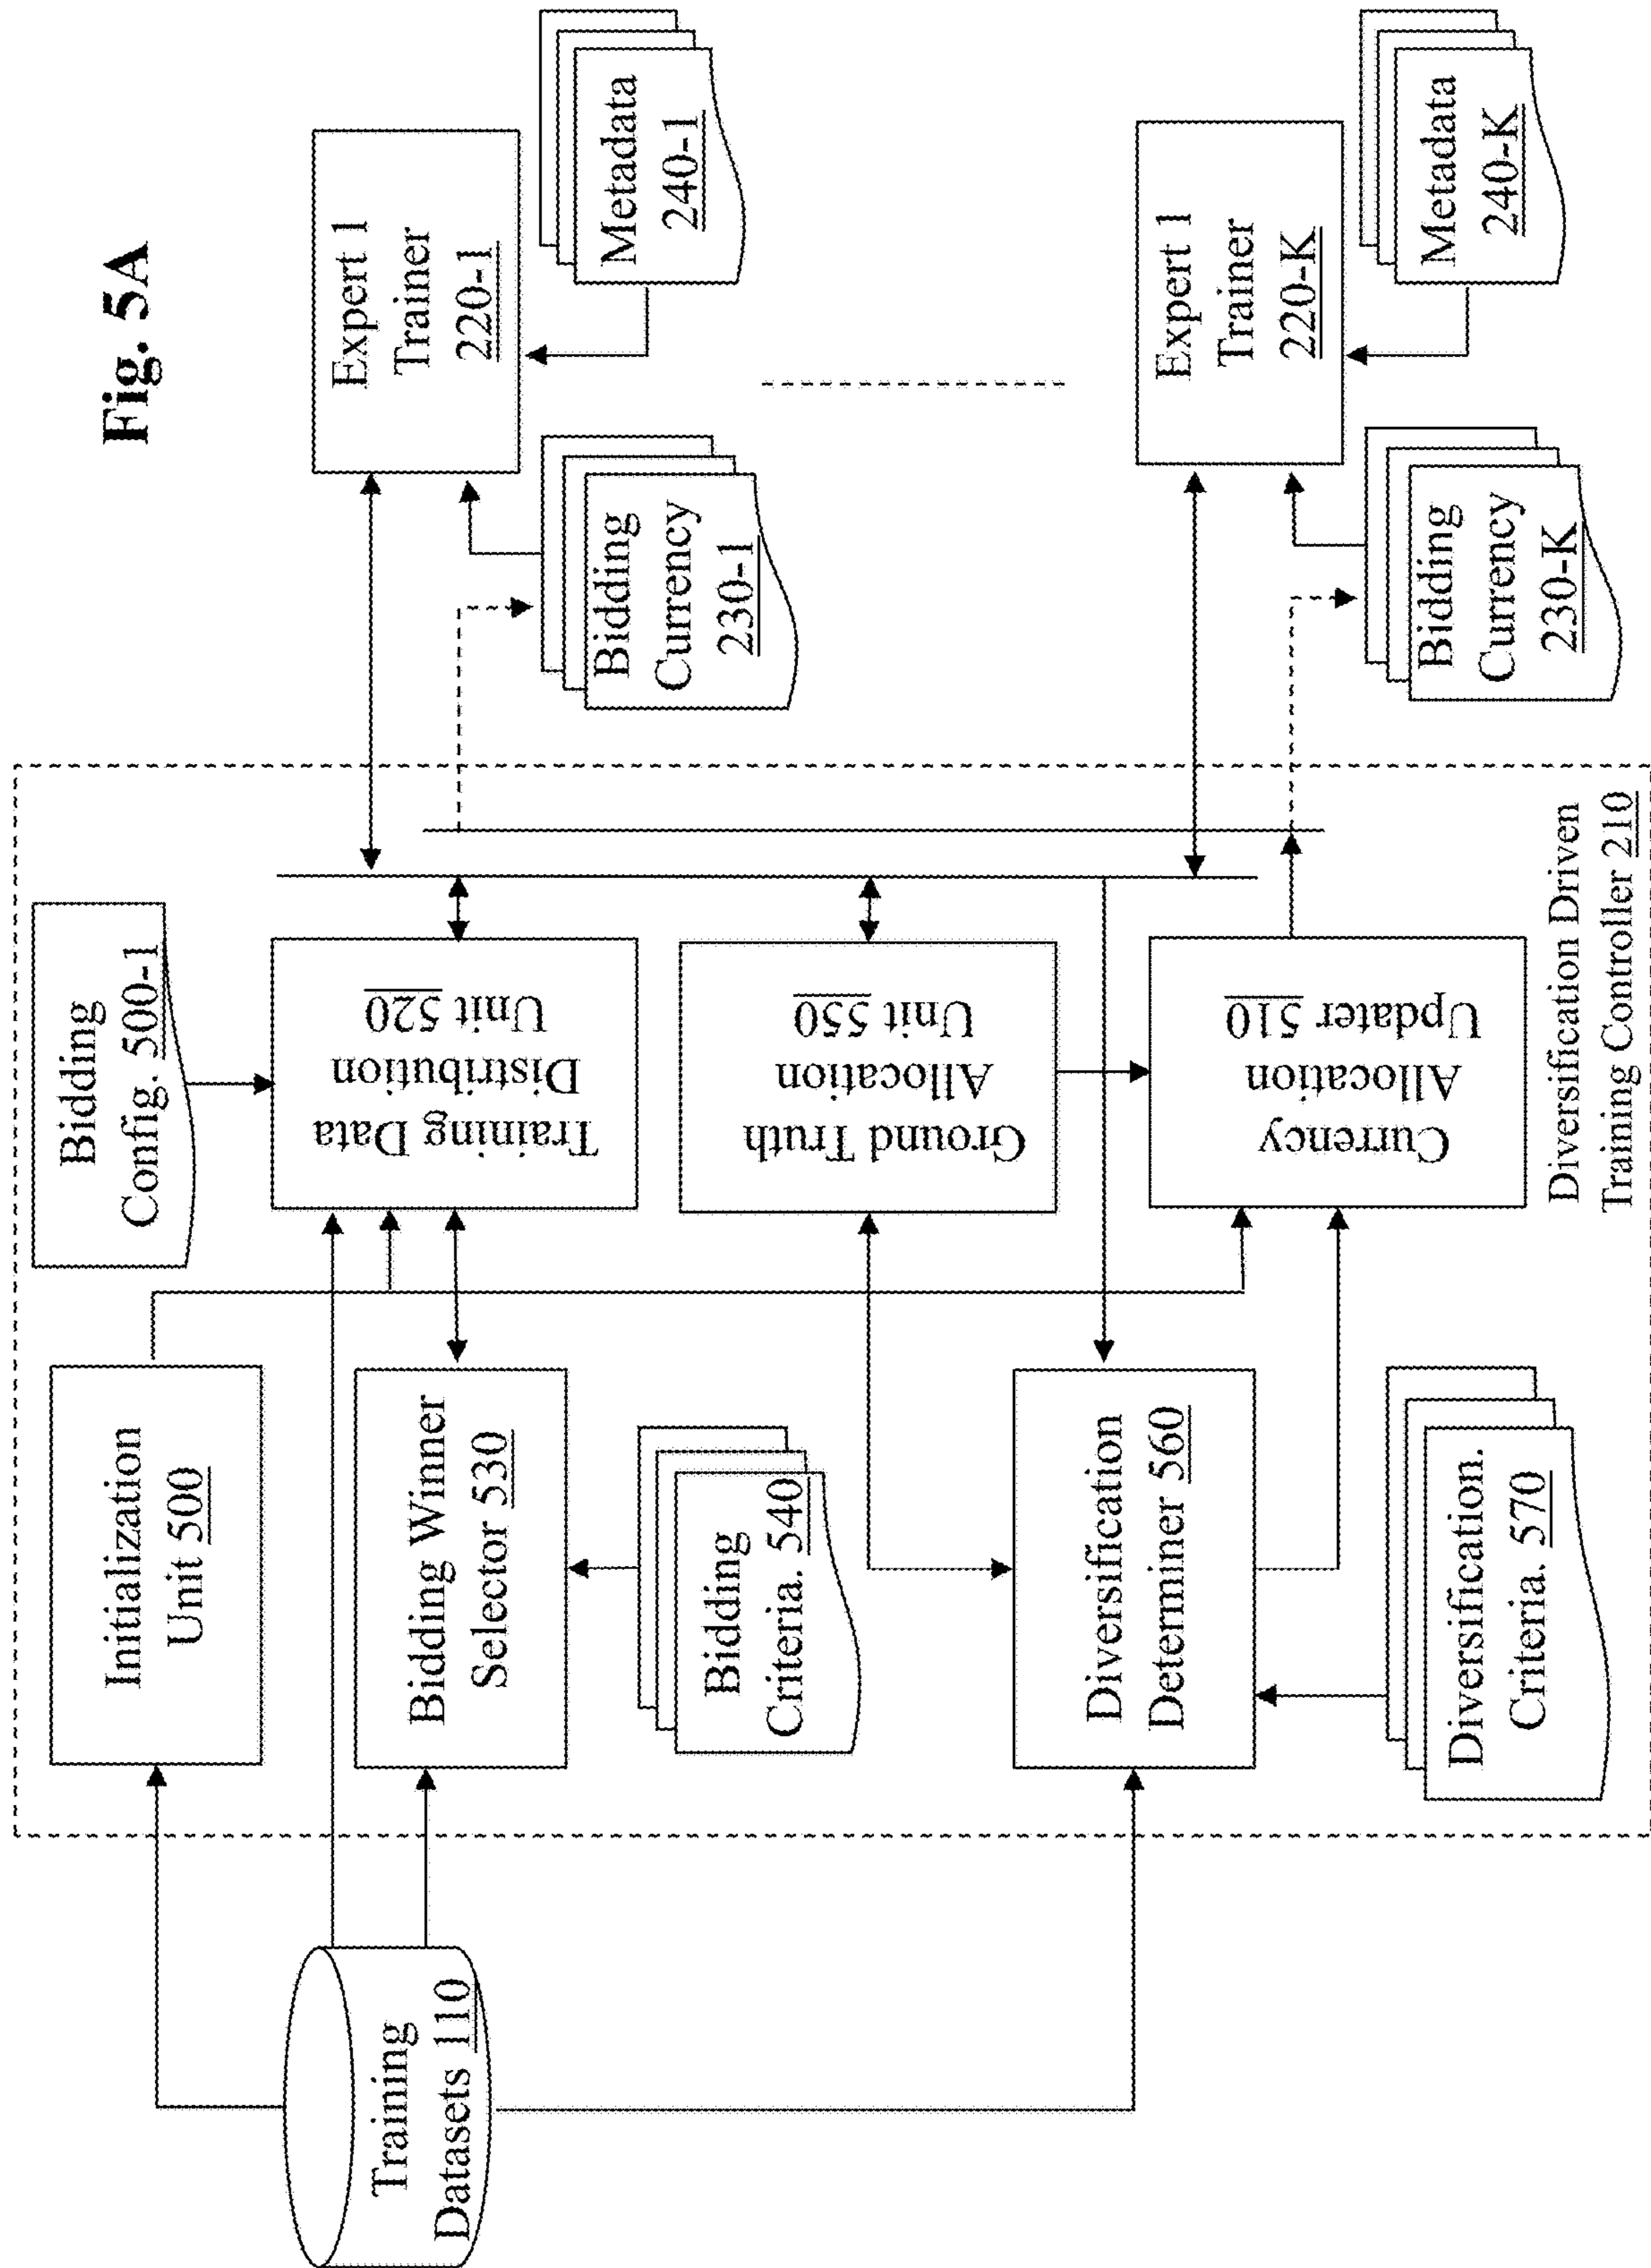 Fig. 5A
Training
Datasets 110
Initialization
Unit 500
Bidding
Config. 500-1
Bidding Winner
Selector 530
Training Data
Distribution
Unit 520
Bidding
Criteria. 540
Ground Truth
Allocation
Unit 550
Diversification
Determiner 560
Currency
Allocation
Updater 510
Diversification.
Criteria. 570
Diversification Driven
Training Controller 210
Expert 1
Trainer
220-1
Bidding
Currency
230-1
Metadata
240-1
Expert 1
Trainer
220-K
Bidding
Currency
230-K
Metadata
240-K